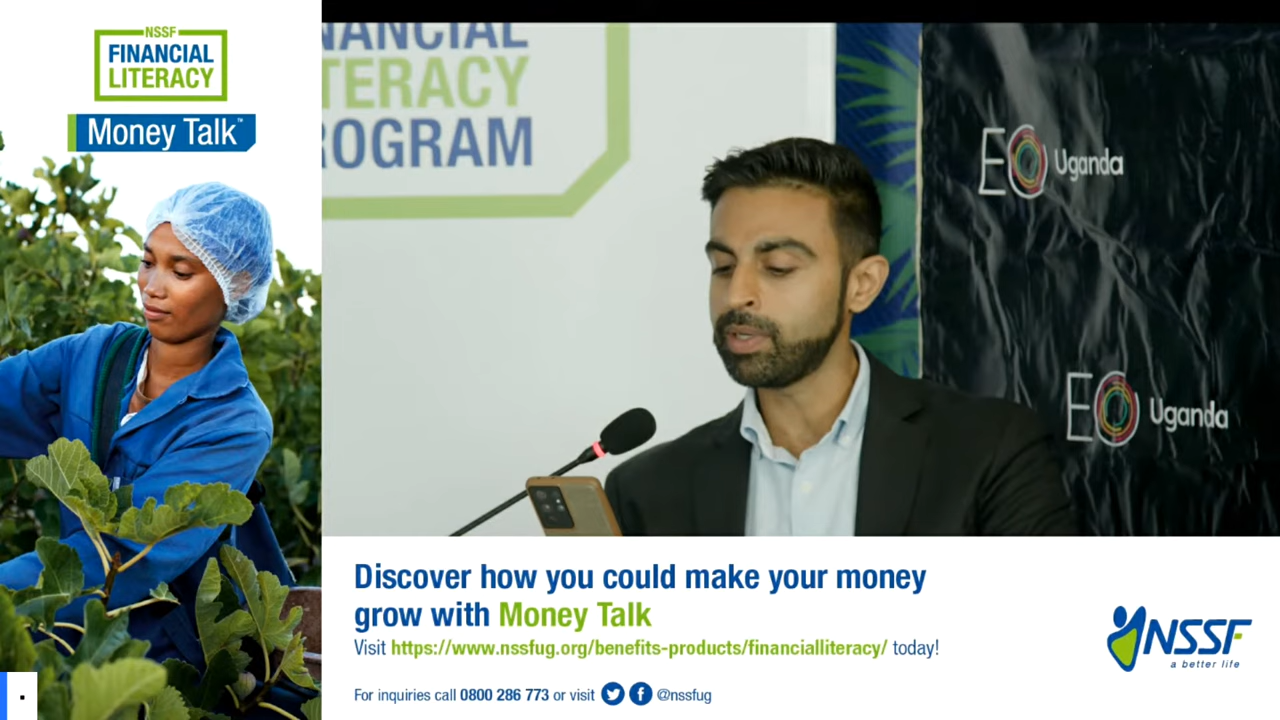 NSSF
FINANCIAL
LITERACY
Money Talk™
NANCIAL
TERACY
OGRAM
EO Uganda
EO Uganda
Discover how you could make your money
grow with Money Talk
Visit https://www.nssfug.org/benefits-products/financialliteracy/ today!
For inquiries call 0800 286 773 or visit @nssfug
NSSF
a better life